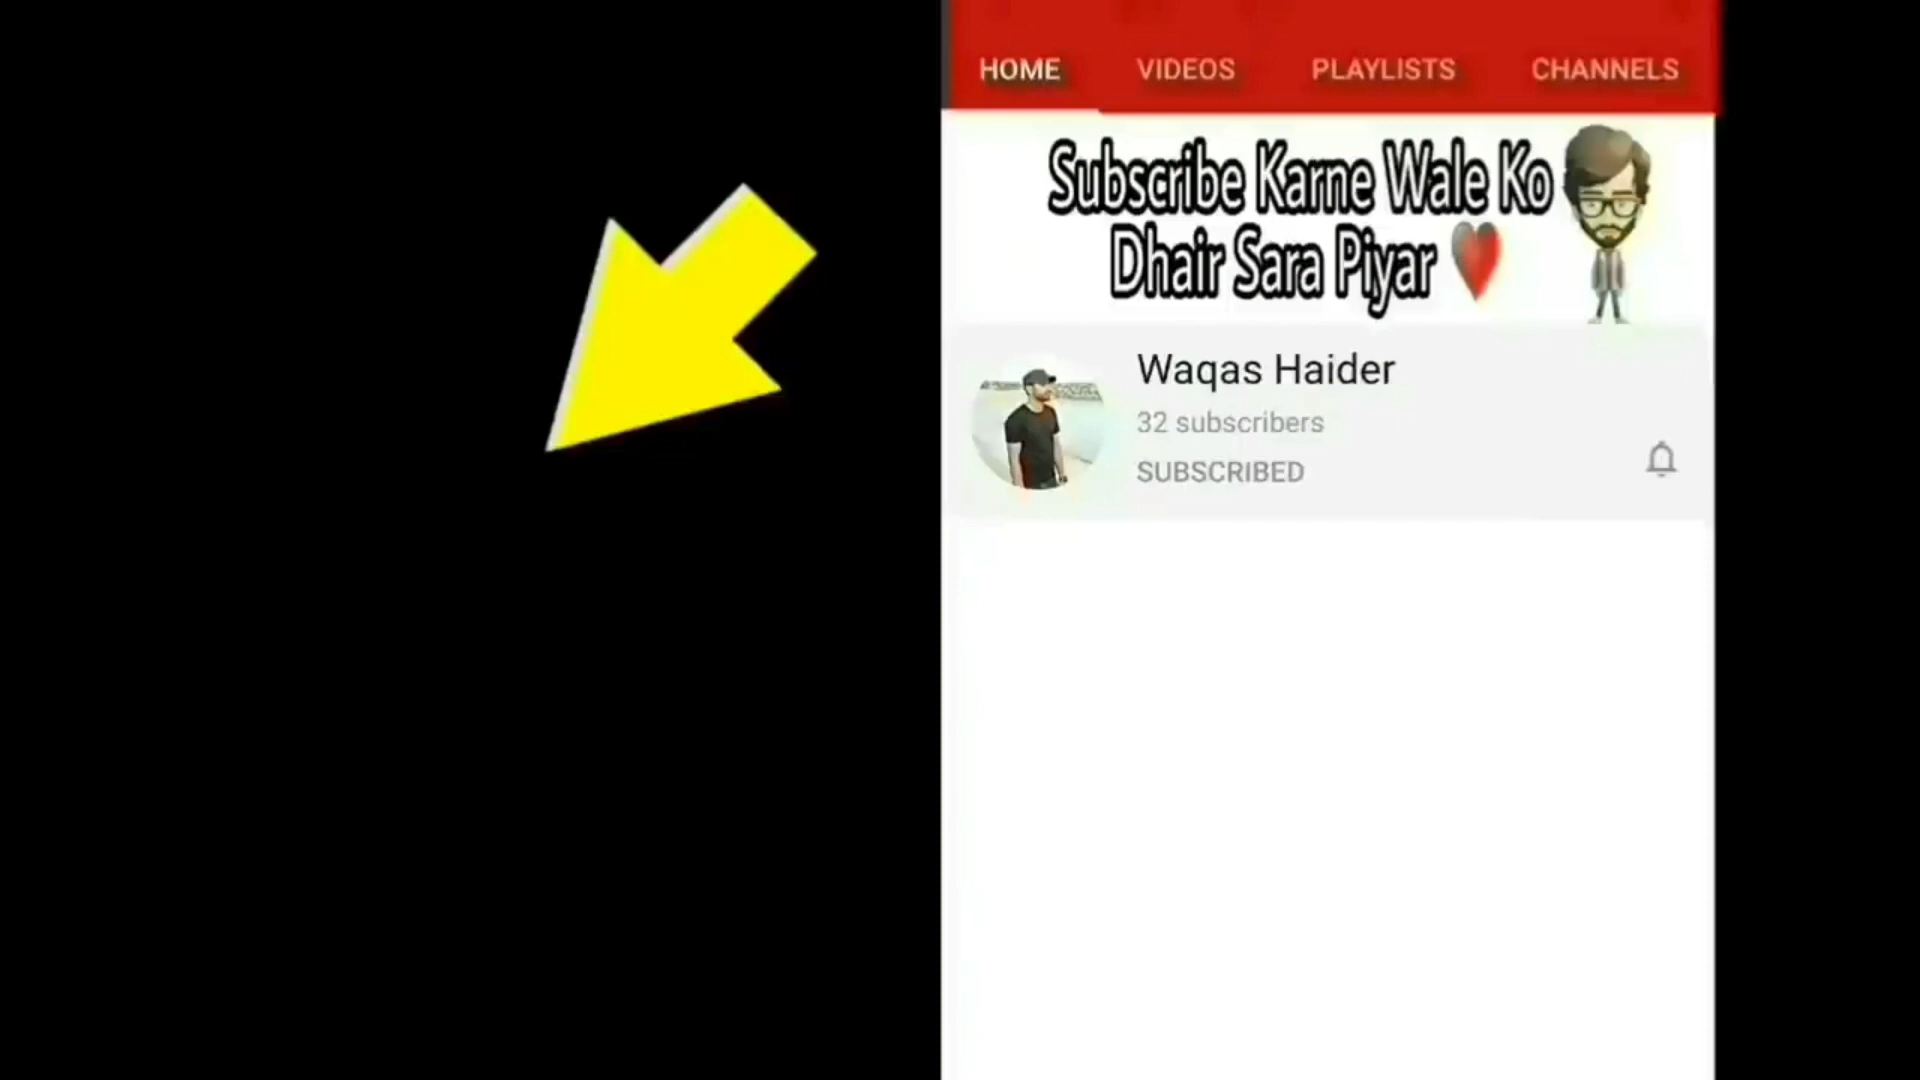 HOME VIDEOS PLAYLISTS CHANNELS
Subscribe Karne Wale Ko
Dhair Sara Piyar
Waqas Haider
32 subscribers
SUBSCRIBED